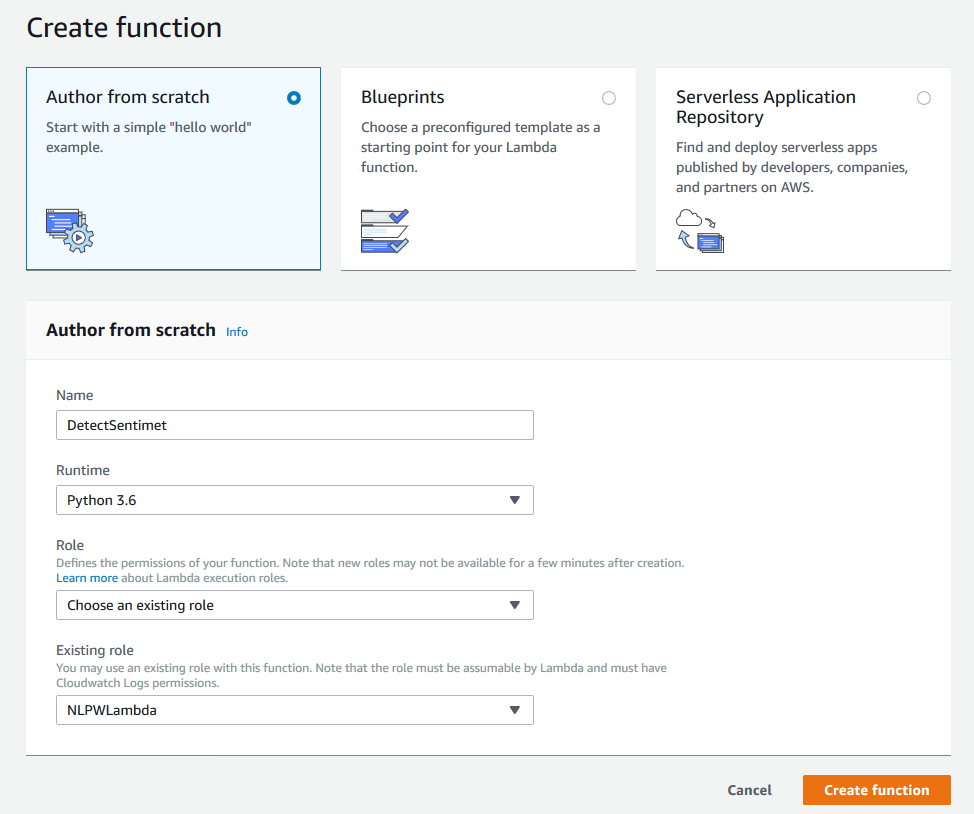 Create function
Author from scratch
Start with a simple "hello world"
example.
Blueprints
Choose a preconfigured template as a
starting point for your Lambda
function.
Serverless Application
Repository
Find and deploy serverless apps
published by developers, companies,
and partners on AWS.
Author from scratch Info
Name
DetectSentimet
Runtime
Python 3.6
Role
Defines the permissions of your function. Note that new roles may not be available for a few minutes after creation.
Learn more about Lambda execution roles.
Choose an existing role
Existing role
You may use an existing role with this function. Note that the role must be assumable by Lambda and must have
Cloudwatch Logs permissions.
NLPWLambda
Cancel Create function